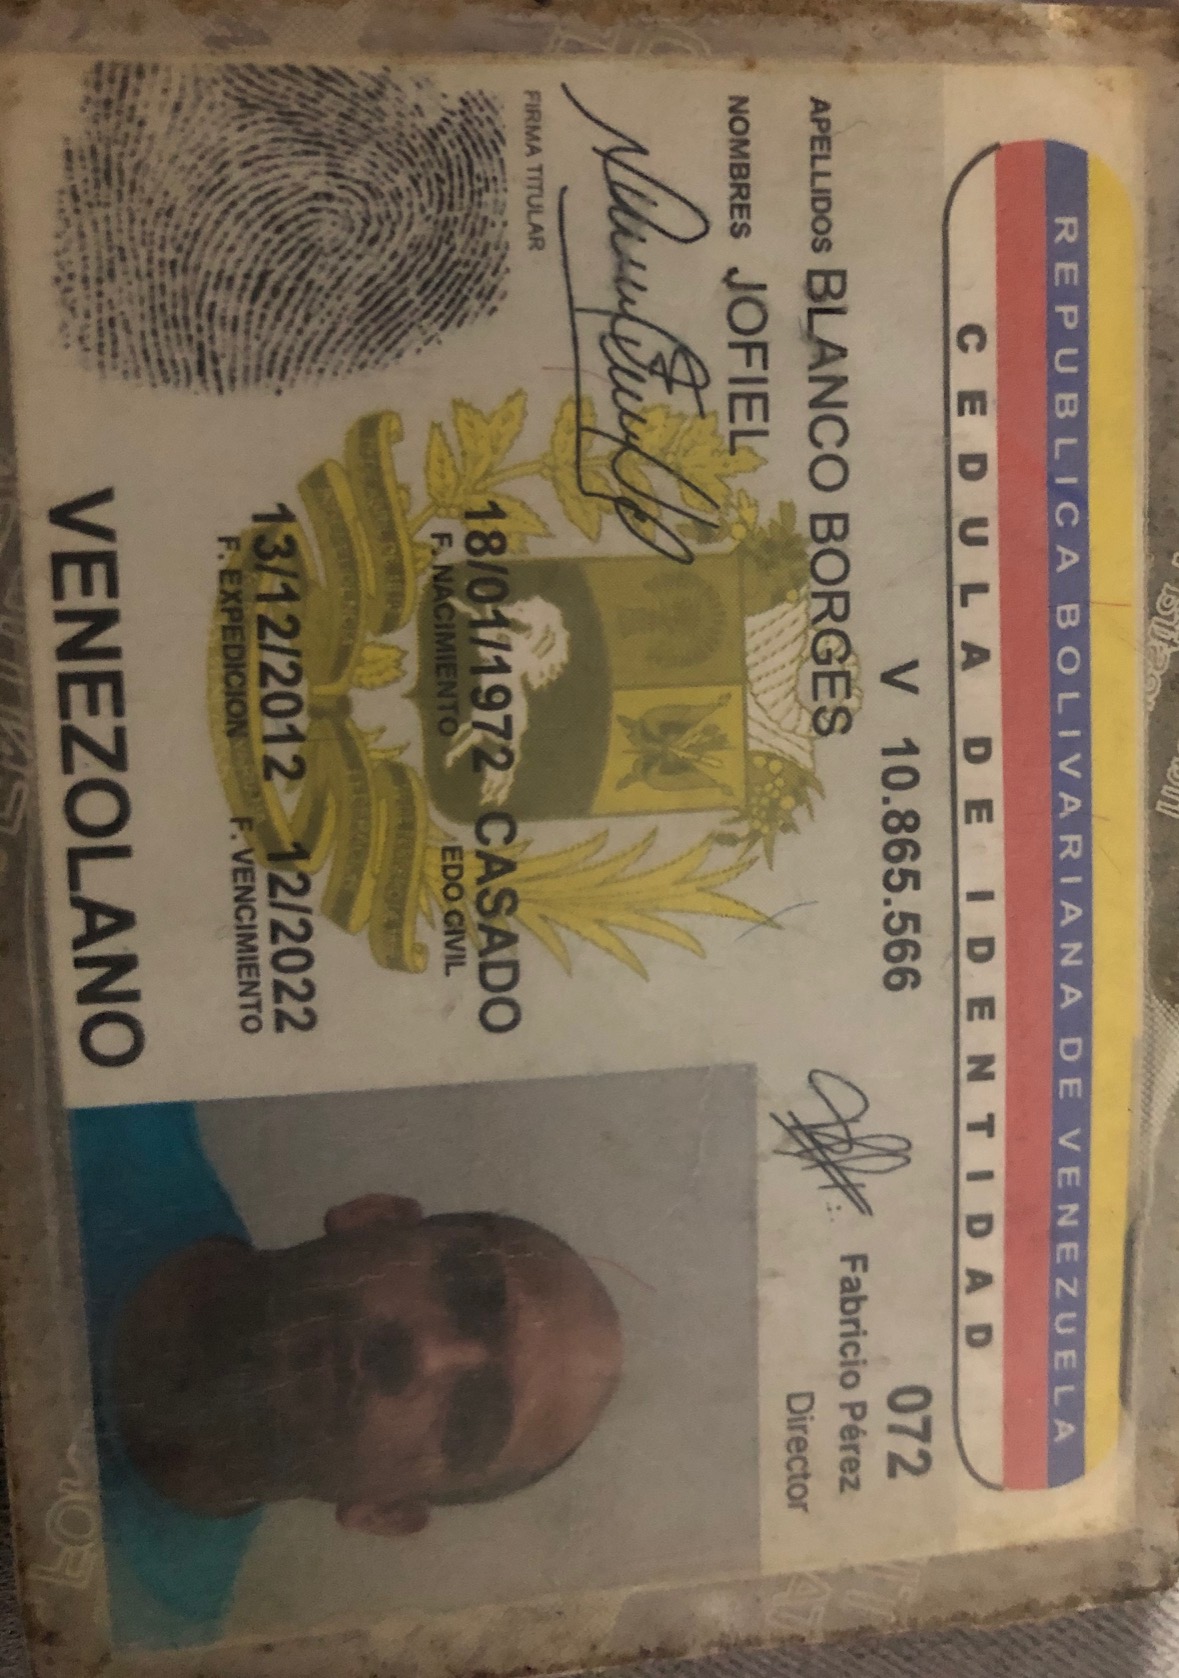 REPUBLICA BOLIVARIANA DE VENEZUELA
CEDULA DE IDENTIDAD
V 10.865.566
072
APELLIDOS BLANCO BORGES
Fabricio Pérez
Director
NOMBRES JOFIEL
FIRMA TITULAR
18/01/1972 CASADO
F. NACIMIENTO EDO CIVIL
13/12/2012 12/2022
F. EXPEDICION F. VENCIMIENTO
VENEZOLANO